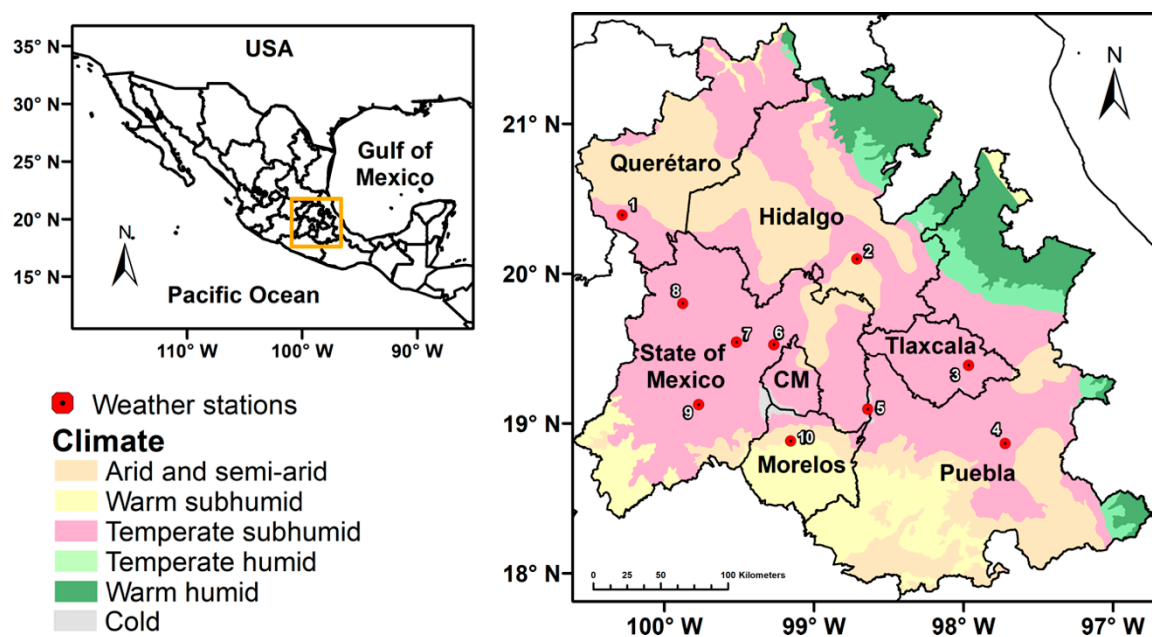 35° N
30° N
25° N
20° N
15° N
USA
Gulf of
Mexico
N
Pacific Ocean
110° W
100° W
90° W
Weather stations
Climate
Arid and semi-arid
Warm subhumid
Temperate subhumid
Temperate humid
Warm humid
Cold
N
21° N
20° N
19° N
18° N
Querétaro
1
Hidalgo
2
8
7
6
State of
Mexico
CM
Tlaxcala
3
9
5
4
10
Morelos
Puebla
0 25 50 100 Kilometers
100° W
99° W
98° W
97° W